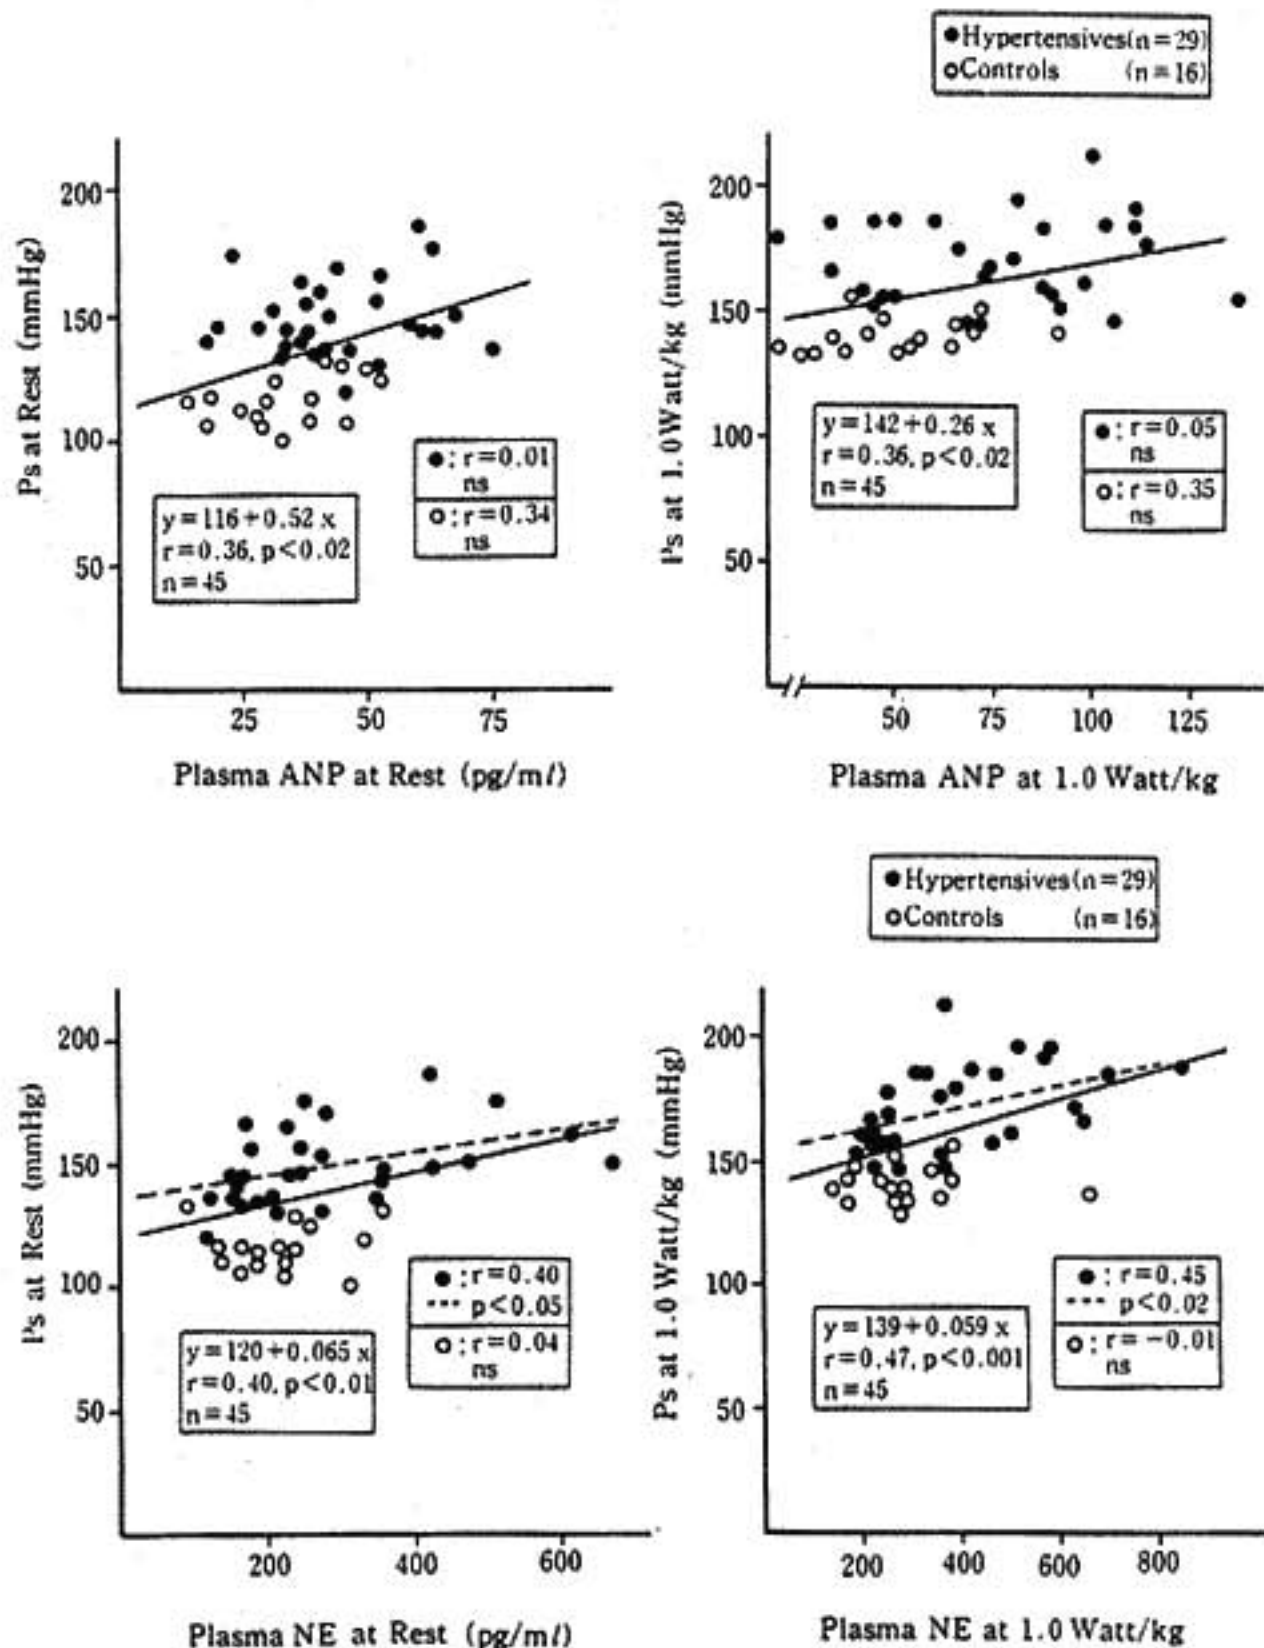 ●Hypertensives(n=29)
○Controls (n=16)
Ps at Rest (mmHg)
200
150
100
50
25 50 75
Plasma ANP at Rest (pg/ml)
y=116+0.52 x
r=0.36, p<0.02
n=45
●: r=0.01
ns
○: r=0.34
ns
Ps at 1.0Watt/kg (mmHg)
200
150
100
50
50 75 100 125
Plasma ANP at 1.0 Watt/kg
y=142+0.26 x
r=0.36, p<0.02
n=45
●: r=0.05
ns
○: r=0.35
ns
●Hypertensives(n=29)
○Controls (n=16)
Ps at Rest (mmHg)
200
150
100
50
200 400 600
Plasma NE at Rest (pg/ml)
y=120+0.065 x
r=0.40, p<0.01
n=45
●: r=0.40
--- p<0.05
○: r=0.04
ns
Ps at 1.0 Watt/kg (mmHg)
200
150
100
50
200 400 600 800
Plasma NE at 1.0 Watt/kg
y=139+0.059 x
r=0.47, p<0.001
n=45
●: r=0.45
--- p<0.02
○: r=-0.01
ns